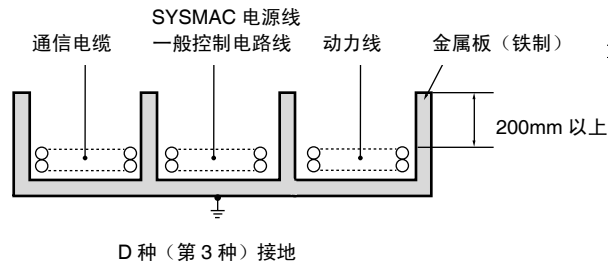 SYSMAC 电源线
通信电缆 一般控制电路线 动力线 金属板（铁制）
200mm 以上
D 种（第 3 种）接地